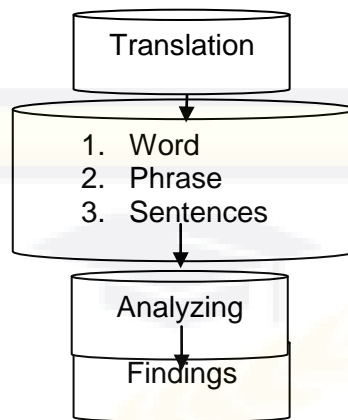 Translation
1. Word
2. Phrase
3. Sentences
Analyzing
Findings